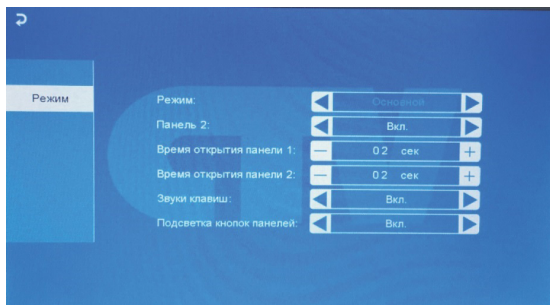 Режим
Режим: Основной
Панель 2: Вкл.
Время открытия панели 1: — 02 сек +
Время открытия панели 2: — 02 сек +
Звуки клавиш: Вкл.
Подсветка кнопок панелей: Вкл.